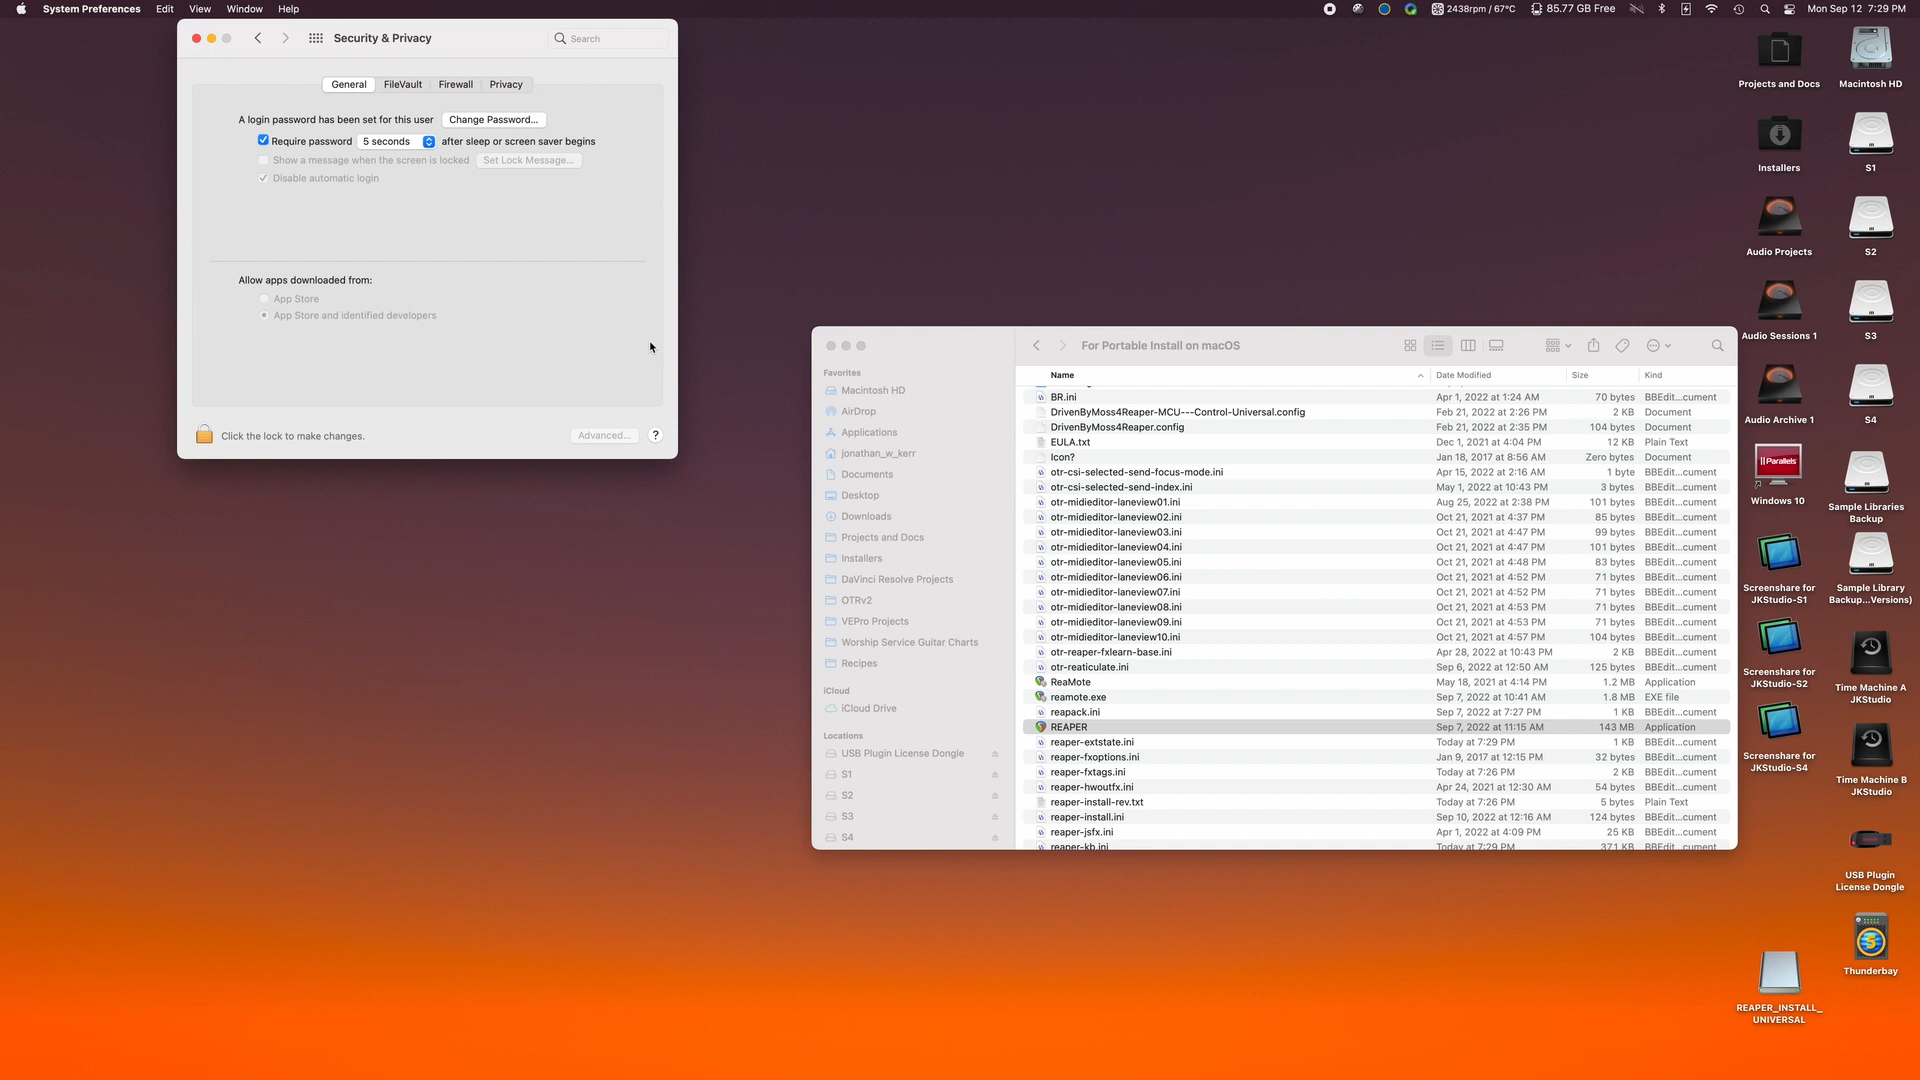 System Preferences Edit View Window Help
2438rpm / 67°C 85.77 GB Free Mon Sep 12 7:29 PM
Security & Privacy Search
General FileVault Firewall Privacy
A login password has been set for this user Change Password...
Require password 5 seconds after sleep or screen saver begins
Show a message when the screen is locked Set Lock Message...
Disable automatic login
Allow apps downloaded from:
App Store
App Store and identified developers
Click the lock to make changes. Advanced... ?
For Portable Install on macOS
Favorites
Macintosh HD
AirDrop
Applications
jonathan_w_kerr
Documents
Desktop
Downloads
Projects and Docs
Installers
DaVinci Resolve Projects
OTRv2
VEPro Projects
Worship Service Guitar Charts
Recipes
iCloud
iCloud Drive
Locations
USB Plugin License Dongle
S1
S2
S3
S4
Name Date Modified Size Kind
BR.ini Apr 1, 2022 at 1:24 AM 70 bytes BBEdit...cument
DrivenByMoss4Reaper-MCU---Control-Universal.config Feb 21, 2022 at 2:26 PM 2 KB Document
DrivenByMoss4Reaper.config Feb 21, 2022 at 2:35 PM 104 bytes Document
EULA.txt Dec 1, 2021 at 4:04 PM 12 KB Plain Text
Icon? Jan 18, 2017 at 8:56 AM Zero bytes Document
otr-csi-selected-send-focus-mode.ini Apr 15, 2022 at 2:16 AM 1 byte BBEdit...cument
otr-csi-selected-send-index.ini May 1, 2022 at 10:43 PM 3 bytes BBEdit...cument
otr-midieditor-laneview01.ini Aug 25, 2022 at 2:38 PM 101 bytes BBEdit...cument
otr-midieditor-laneview02.ini Oct 21, 2021 at 4:37 PM 85 bytes BBEdit...cument
otr-midieditor-laneview03.ini Oct 21, 2021 at 4:47 PM 99 bytes BBEdit...cument
otr-midieditor-laneview04.ini Oct 21, 2021 at 4:47 PM 101 bytes BBEdit...cument
otr-midieditor-laneview05.ini Oct 21, 2021 at 4:48 PM 83 bytes BBEdit...cument
otr-midieditor-laneview06.ini Oct 21, 2021 at 4:52 PM 71 bytes BBEdit...cument
otr-midieditor-laneview07.ini Oct 21, 2021 at 4:52 PM 71 bytes BBEdit...cument
otr-midieditor-laneview08.ini Oct 21, 2021 at 4:53 PM 71 bytes BBEdit...cument
otr-midieditor-laneview09.ini Oct 21, 2021 at 4:53 PM 71 bytes BBEdit...cument
otr-midieditor-laneview10.ini Oct 21, 2021 at 4:57 PM 104 bytes BBEdit...cument
otr-reaper-fxlearn-base.ini Apr 28, 2022 at 10:43 PM 2 KB BBEdit...cument
otr-reaticulate.ini Sep 6, 2022 at 12:50 AM 125 bytes BBEdit...cument
ReaMote May 18, 2021 at 4:14 PM 1.2 MB Application
reamote.exe Sep 7, 2022 at 10:41 AM 1.8 MB EXE file
reapack.ini Sep 7, 2022 at 7:27 PM 1 KB BBEdit...cument
REAPER Sep 7, 2022 at 11:15 AM 143 MB Application
reaper-extstate.ini Today at 7:29 PM 1 KB BBEdit...cument
reaper-fxoptions.ini Jan 9, 2017 at 12:15 PM 32 bytes BBEdit...cument
reaper-fxtags.ini Today at 7:26 PM 2 KB BBEdit...cument
reaper-hwoutfx.ini Apr 24, 2021 at 12:30 AM 54 bytes BBEdit...cument
reaper-install-rev.txt Today at 7:26 PM 5 bytes Plain Text
reaper-install.ini Sep 10, 2022 at 12:16 AM 124 bytes BBEdit...cument
reaper-jsfx.ini Apr 1, 2022 at 4:09 PM 25 KB BBEdit...cument
reaper-kb.ini Today at 7:29 PM 371 KB BBEdit...cument
Projects and Docs Macintosh HD
Installers S1
Audio Projects S2
Audio Sessions 1 S3
Audio Archive 1 S4
Parallels
Windows 10
Sample Libraries
Backup
Screenshare for
JKStudio-S1
Sample Library
Backup...Versions)
Screenshare for
JKStudio-S2
Time Machine A
JKStudio
Screenshare for
JKStudio-S4
Time Machine B
JKStudio
USB Plugin
License Dongle
Thunderbay
REAPER_INSTALL_
UNIVERSAL